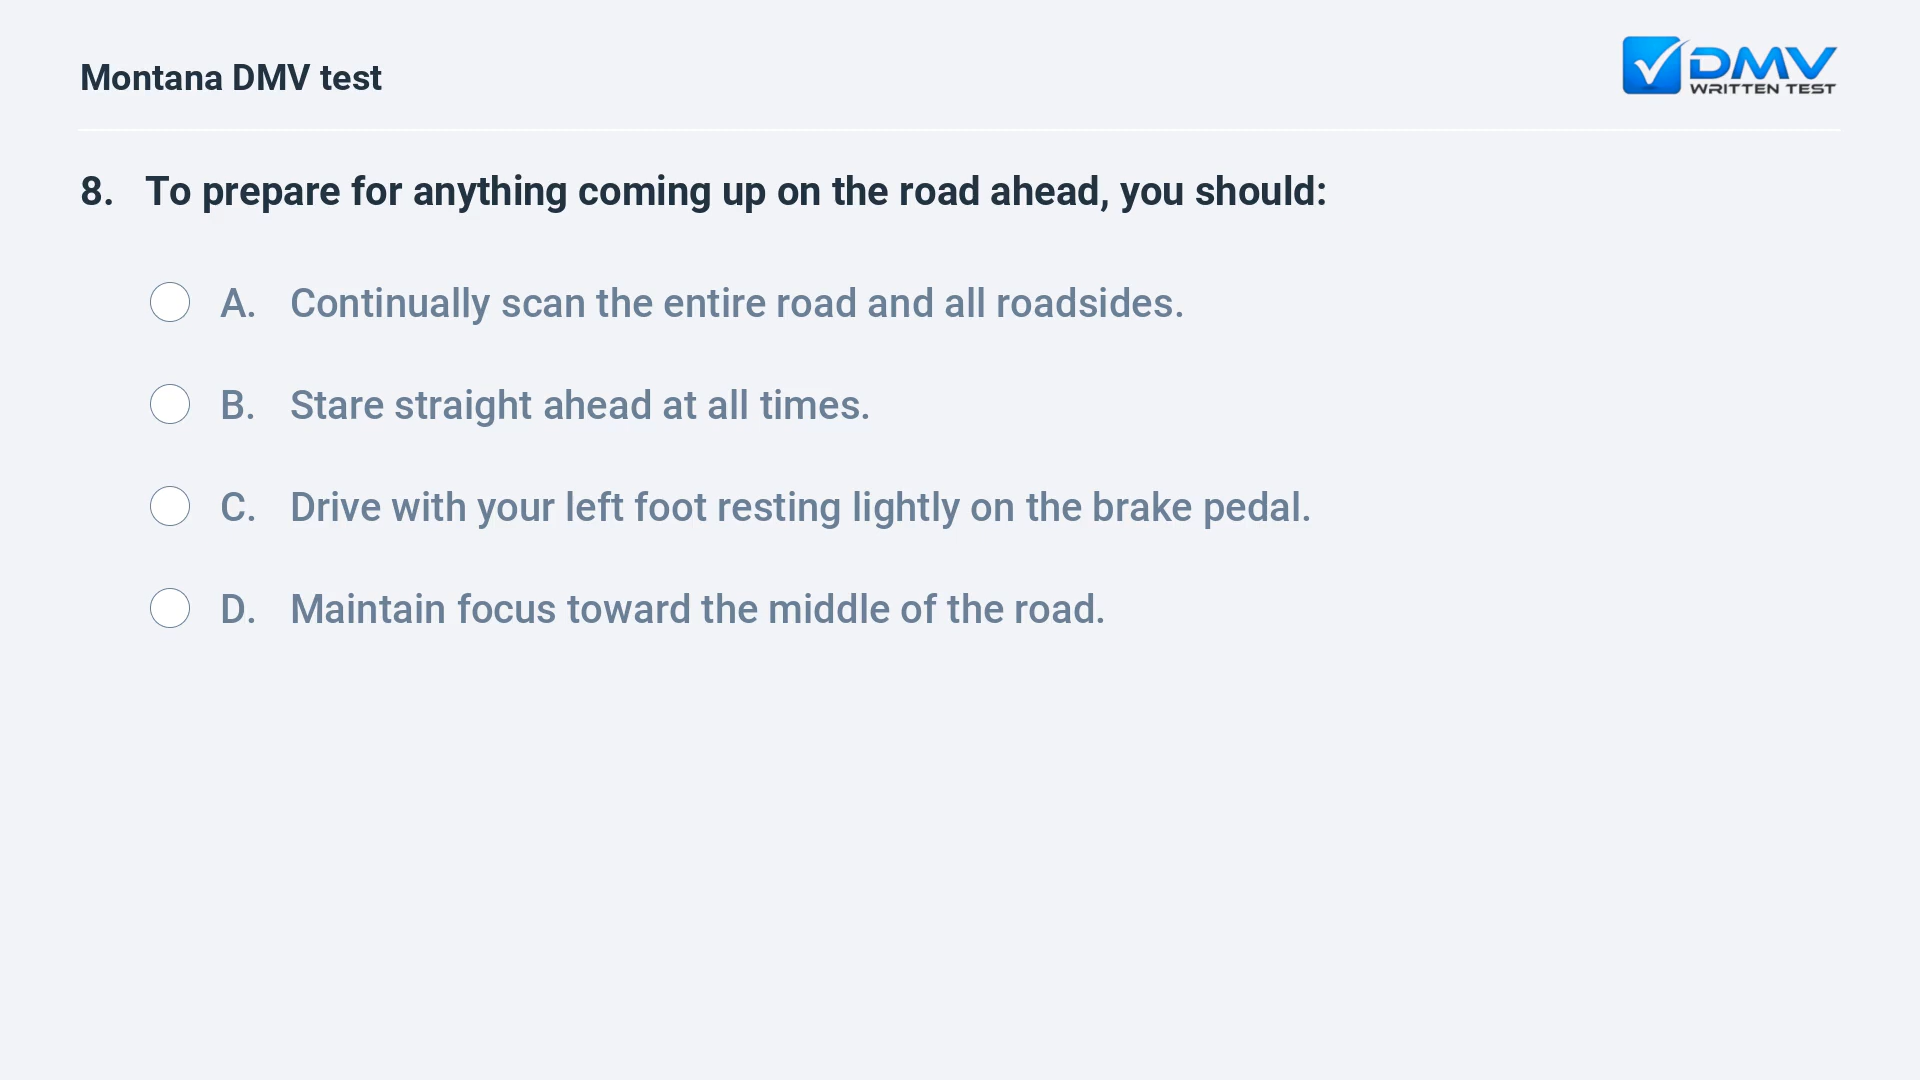 Montana DMV test
DMV
WRITTEN TEST
8. To prepare for anything coming up on the road ahead, you should:
A. Continually scan the entire road and all roadsides.
B. Stare straight ahead at all times.
C. Drive with your left foot resting lightly on the brake pedal.
D. Maintain focus toward the middle of the road.